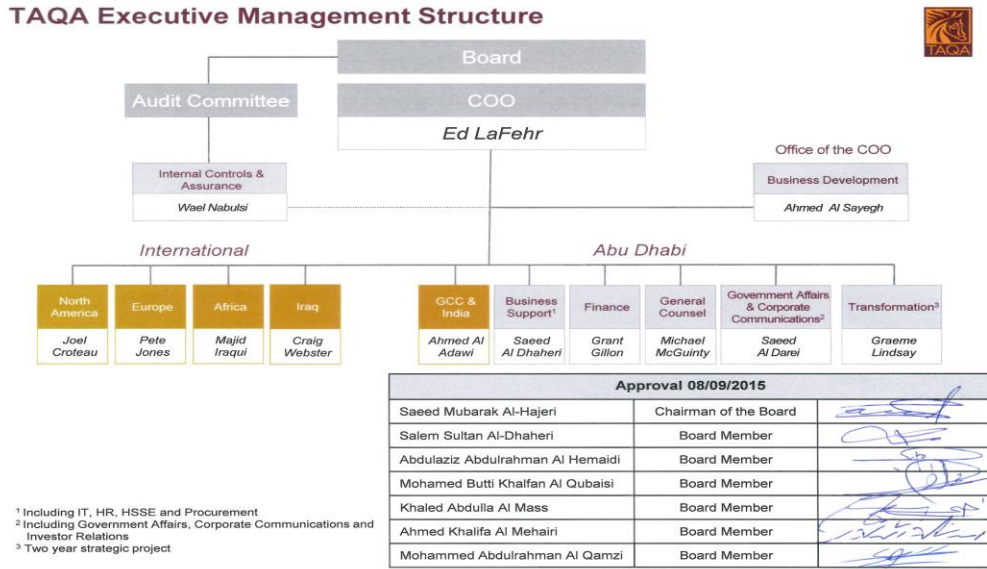 TAQA Executive Management Structure
TAQA
Board
Audit Committee
COO
Ed LaFehr
Office of the COO
Internal Controls &
Assurance
Wael Nabulsi
Business Development
Ahmed Al Sayegh
International
Abu Dhabi
North
America
Joel
Croteau
Europe
Pete
Jones
Africa
Majid
Iraqui
Iraq
Craig
Webster
GCC &
India
Ahmed Al
Adawi
Business
Support¹
Saeed
Al Dhaheri
Finance
Grant
Gillon
General
Counsel
Michael
McGuinty
Government Affairs
& Corporate
Communications²
Saeed
Al Darei
Transformation³
Graeme
Lindsay
Approval 08/09/2015
Saeed Mubarak Al-Hajeri Chairman of the Board
Salem Sultan Al-Dhaheri Board Member
Abdulaziz Abdulrahman Al Hemaidi Board Member
Mohamed Butti Khalfan Al Qubaisi Board Member
Khaled Abdulla Al Mass Board Member
Ahmed Khalifa Al Mehairi Board Member
Mohammed Abdulrahman Al Qamzi Board Member
¹ Including IT, HR, HSSE and Procurement
² Including Government Affairs, Corporate Communications and
Investor Relations
³ Two year strategic project